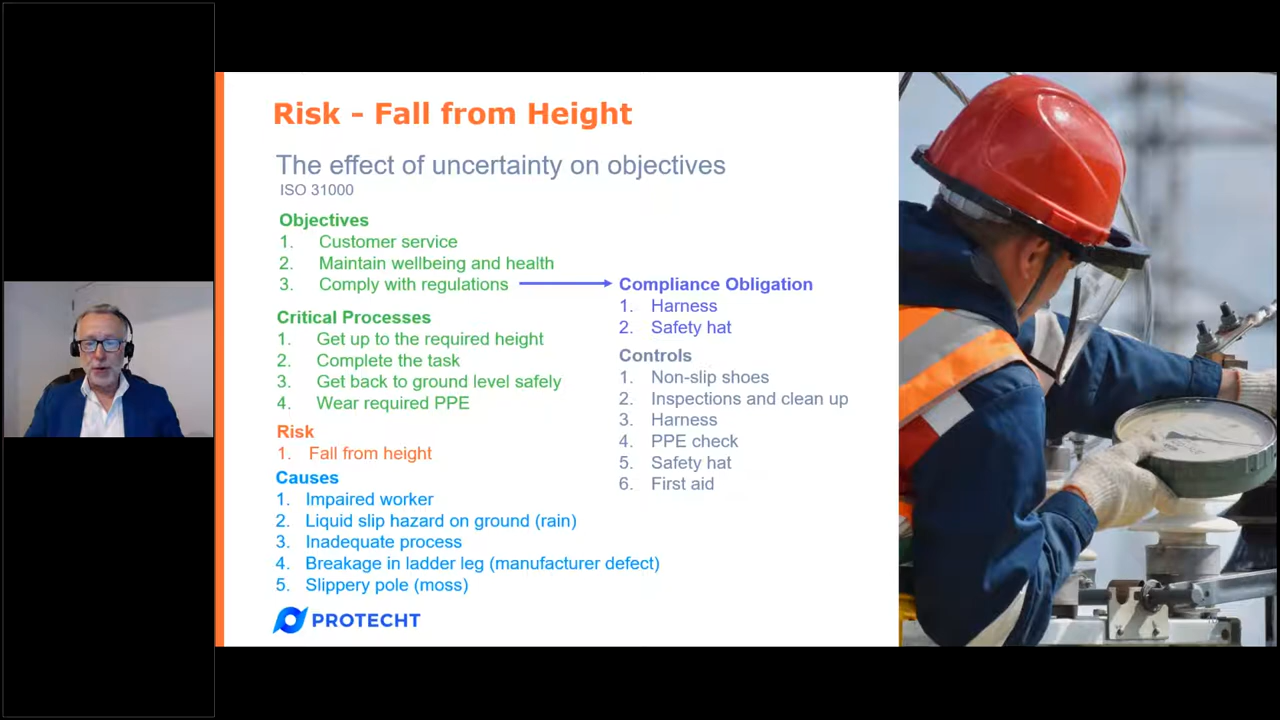 Risk - Fall from Height
The effect of uncertainty on objectives
ISO 31000
Objectives
1. Customer service
2. Maintain wellbeing and health
3. Comply with regulations
Critical Processes
1. Get up to the required height
2. Complete the task
3. Get back to ground level safely
4. Wear required PPE
Risk
1. Fall from height
Causes
1. Impaired worker
2. Liquid slip hazard on ground (rain)
3. Inadequate process
4. Breakage in ladder leg (manufacturer defect)
5. Slippery pole (moss)
Compliance Obligation
1. Harness
2. Safety hat
Controls
1. Non-slip shoes
2. Inspections and clean up
3. Harness
4. PPE check
5. Safety hat
6. First aid
PROTECHT